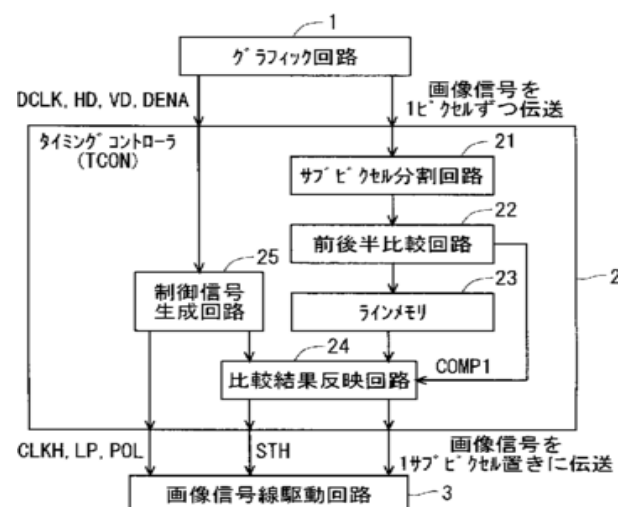 1
グラフィック回路
DCLK, HD, VD, DENA
画像信号を
1ピクセルずつ伝送
タイミングコントローラ
(TCON)
21
サブピクセル分割回路
22
前後半比較回路
25
制御信号
生成回路
23
ラインメモリ
2
24
比較結果反映回路
COMP1
CLKH, LP, POL
STH
画像信号を
1サブピクセル置きに伝送
画像信号線駆動回路
3